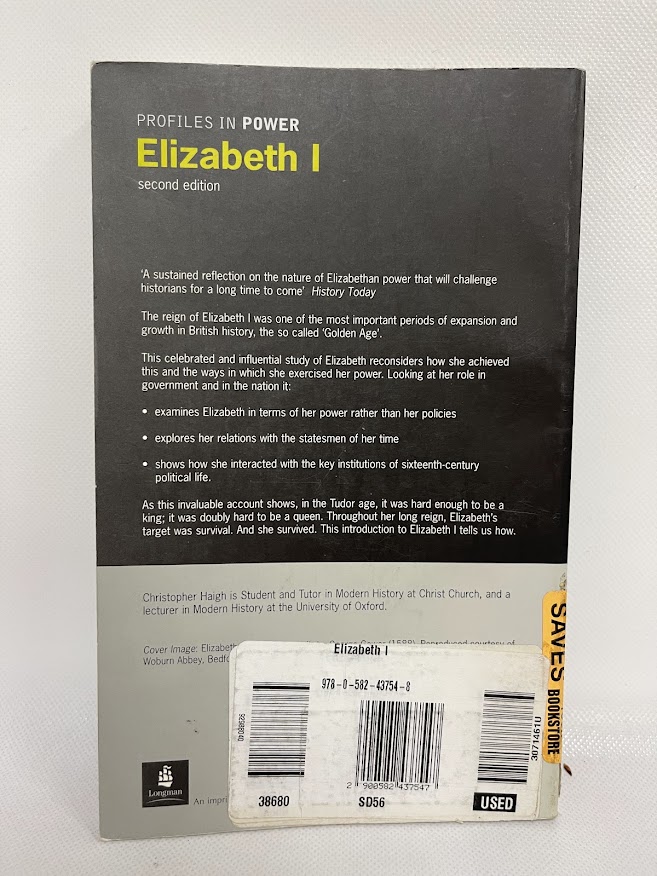 PROFILES IN POWER
Elizabeth I
second edition
‘A sustained reflection on the nature of Elizabethan power that will challenge
historians for a long time to come’ History Today
The reign of Elizabeth I was one of the most important periods of expansion and
growth in British history, the so called ‘Golden Age’.
This celebrated and influential study of Elizabeth reconsiders how she achieved
this and the ways in which she exercised her power. Looking at her role in
government and in the nation it:
• examines Elizabeth in terms of her power rather than her policies
• explores her relations with the statesmen of her time
• shows how she interacted with the key institutions of sixteenth-century
political life.
As this invaluable account shows, in the Tudor age, it was hard enough to be a
king; it was doubly hard to be a queen. Throughout her long reign, Elizabeth's
target was survival. And she survived. This introduction to Elizabeth I tells us how.
Christopher Haigh is Student and Tutor in Modern History at Christ Church, and a
lecturer in Modern History at the University of Oxford.
Cover Image: Elizabeth George Gower (1588). Reproduced courtesy of
Woburn Abbey,
Elizabeth I
978-0-582-43754-8
3071461U
2 900582 437547
38680
SD56
USED
SAVES
BOOKSTORE
Longman
An